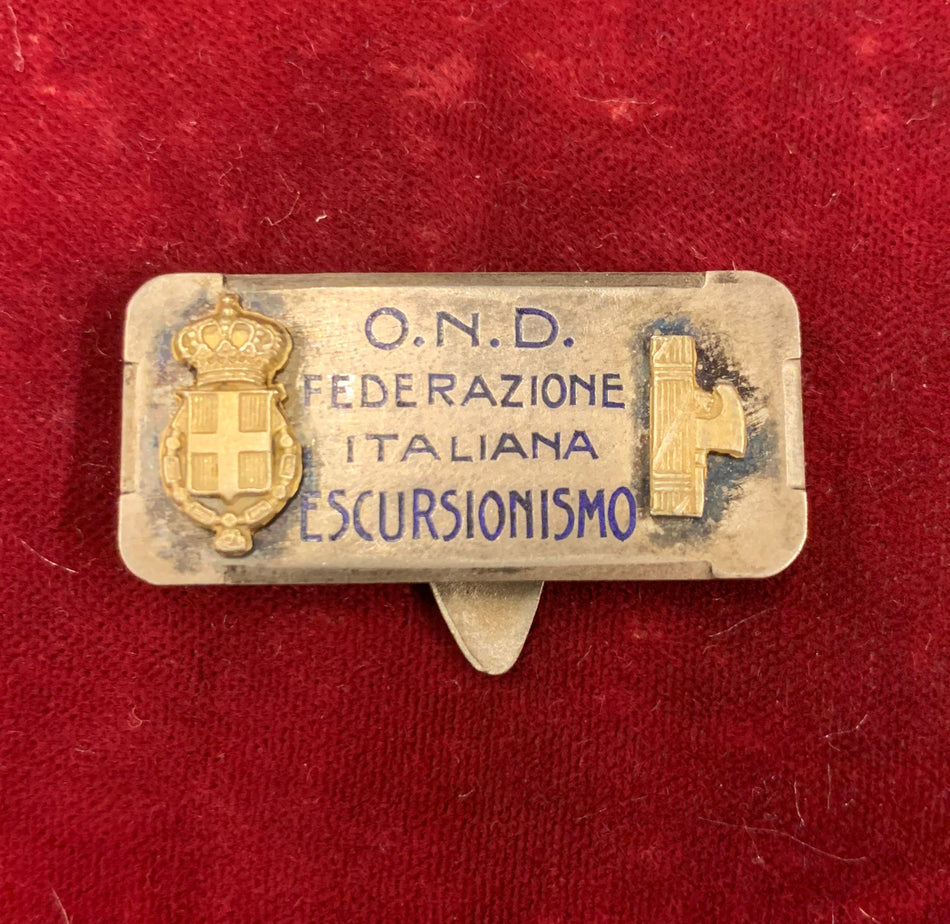 O.N.D.
FEDERAZIONE
ITALIANA
ESCURSIONISMO